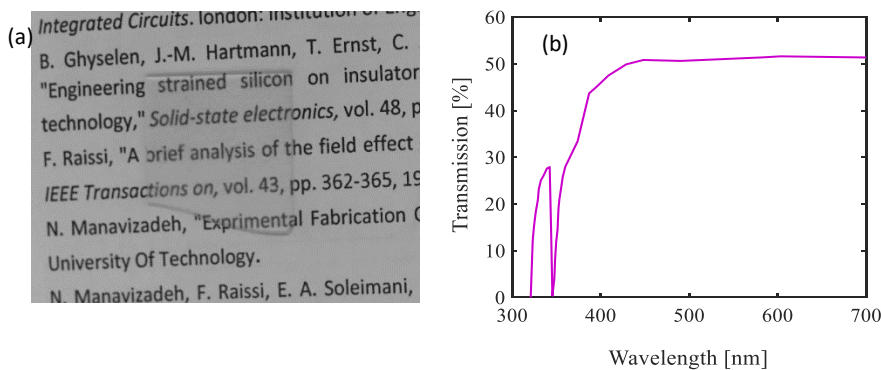 (a)
Integrated Circuits. london: Institution of Eng
B. Ghyselen, J.-M. Hartmann, T. Ernst, C.
"Engineering strained silicon on insulator
technology," Solid-state electronics, vol. 48, p
F. Raissi, "A brief analysis of the field effect
IEEE Transactions on, vol. 43, pp. 362-365, 19
N. Manavizadeh, "Exprimental Fabrication O
University Of Technology.
N. Manavizadeh, F. Raissi, E. A. Soleimani,
(b)
Transmission [%]
60
50
40
30
20
10
0
300 400 500 600 700
Wavelength [nm]